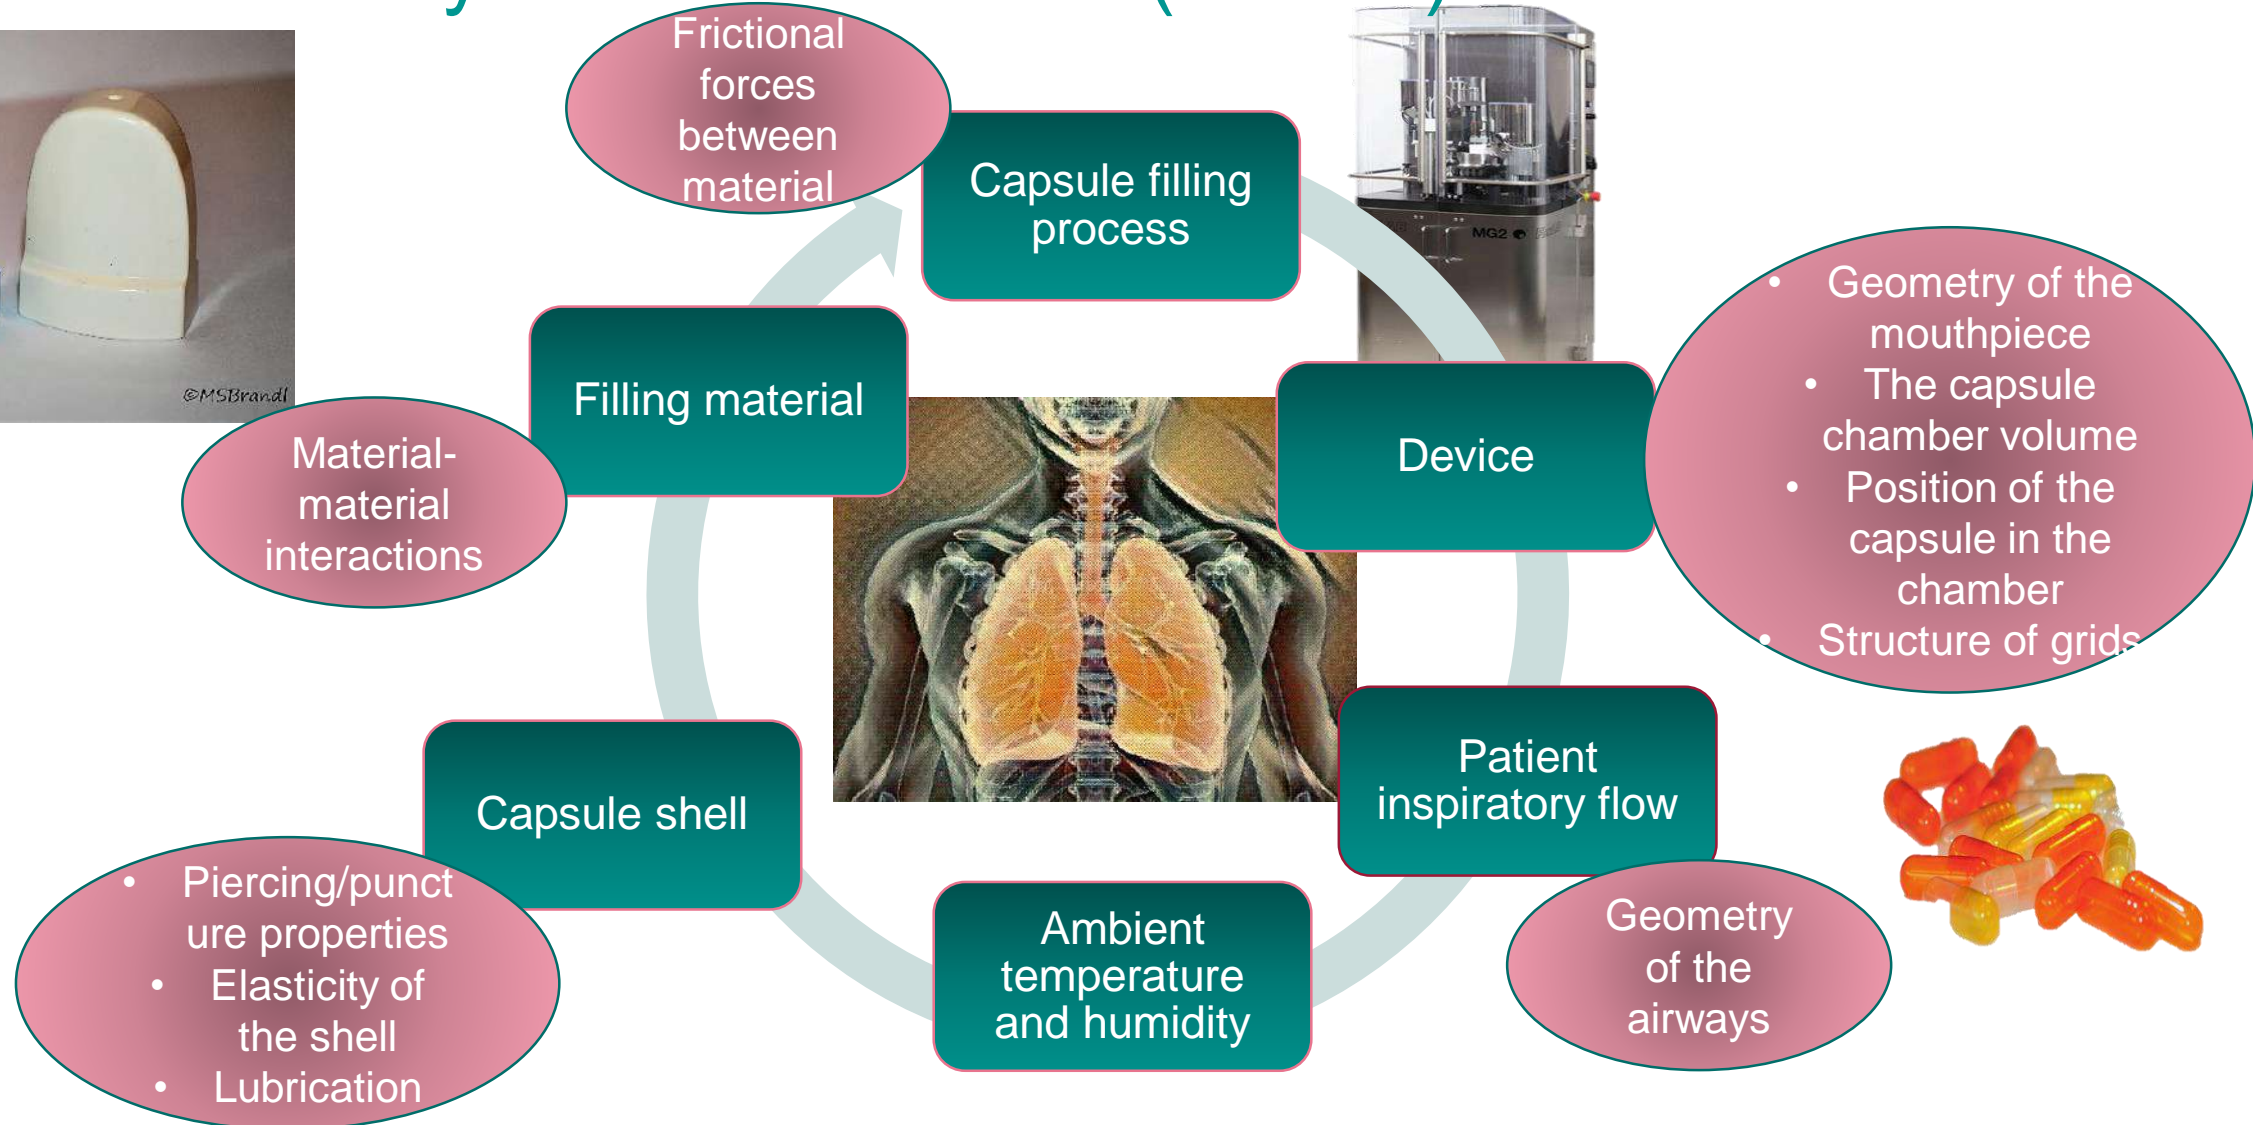 Frictional
forces
between
material
Capsule filling
process
MG2
©MSBrandl
Filling material
Material-
material
interactions
Device
• Geometry of the
mouthpiece
• The capsule
chamber volume
• Position of the
capsule in the
chamber
• Structure of grids
Patient
inspiratory flow
Geometry
of the
airways
Ambient
temperature
and humidity
Capsule shell
• Piercing/punct
ure properties
• Elasticity of
the shell
• Lubrication